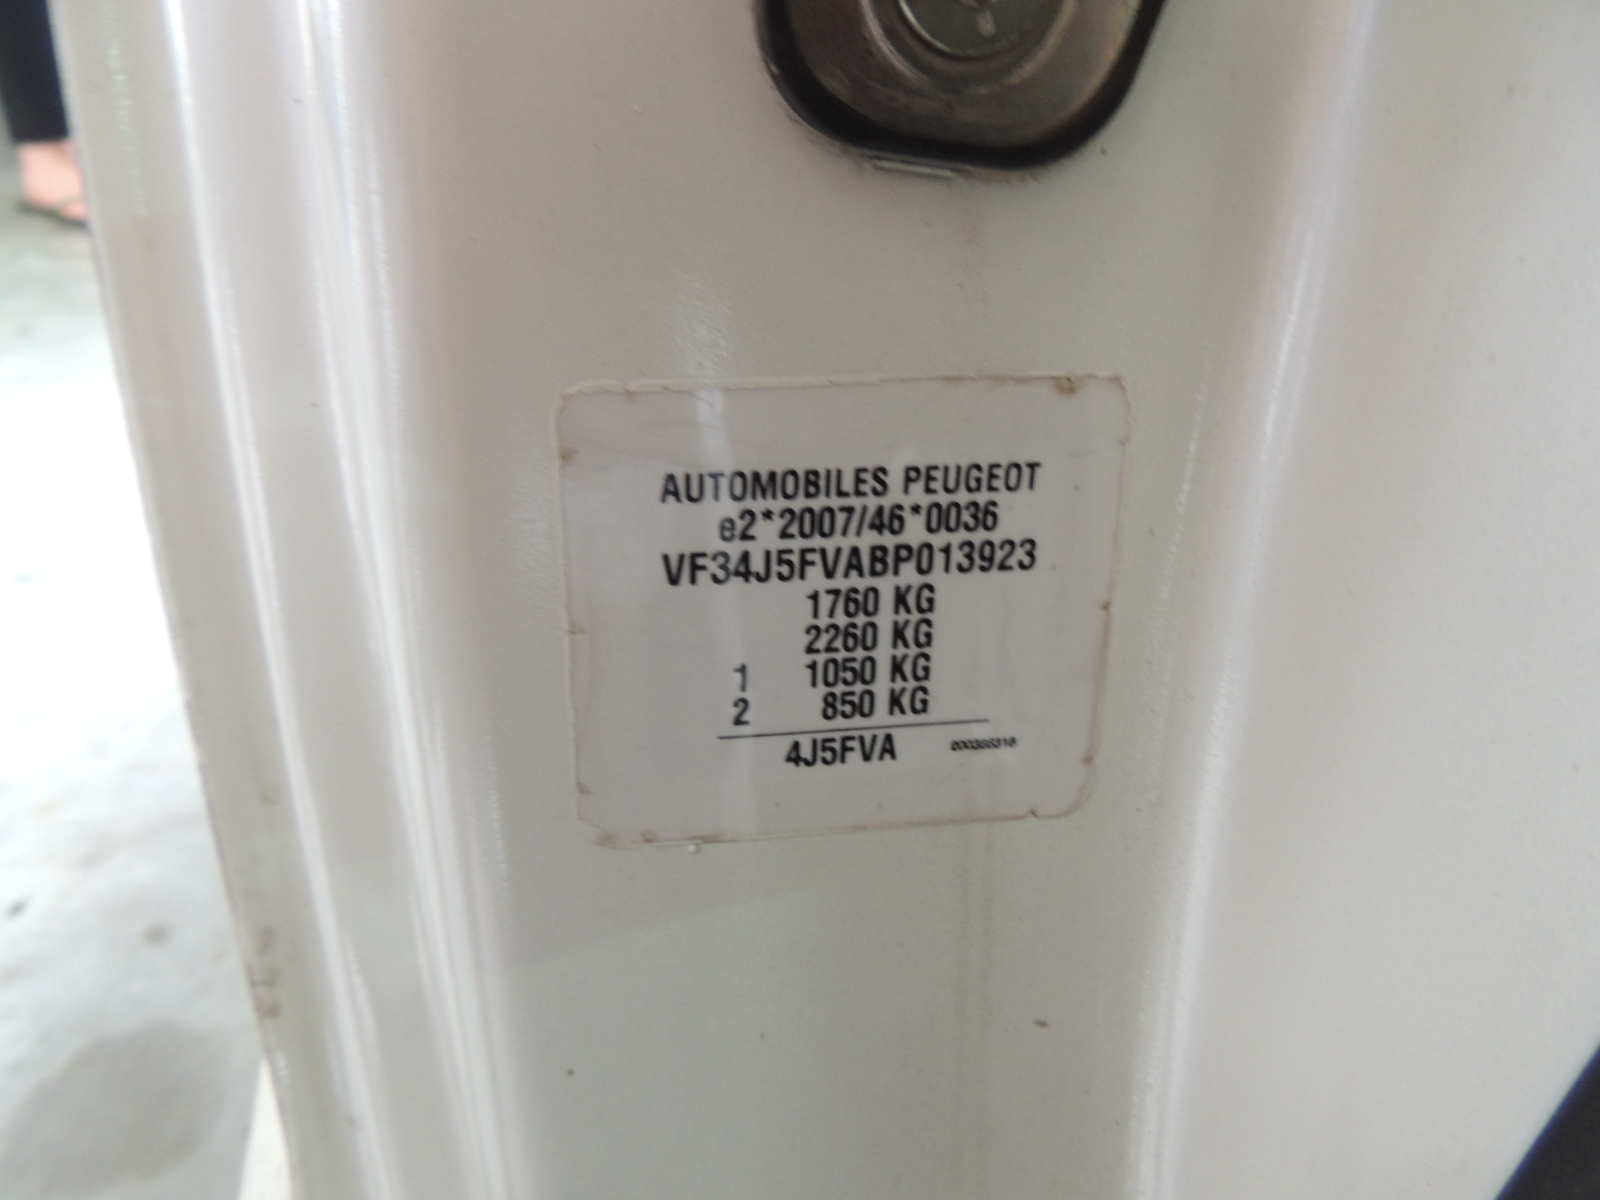 AUTOMOBILES PEUGEOT
e2*2007/46*0036
VF34J5FVABP013923
1760 KG
2260 KG
1 1050 KG
2 850 KG
4J5FVA